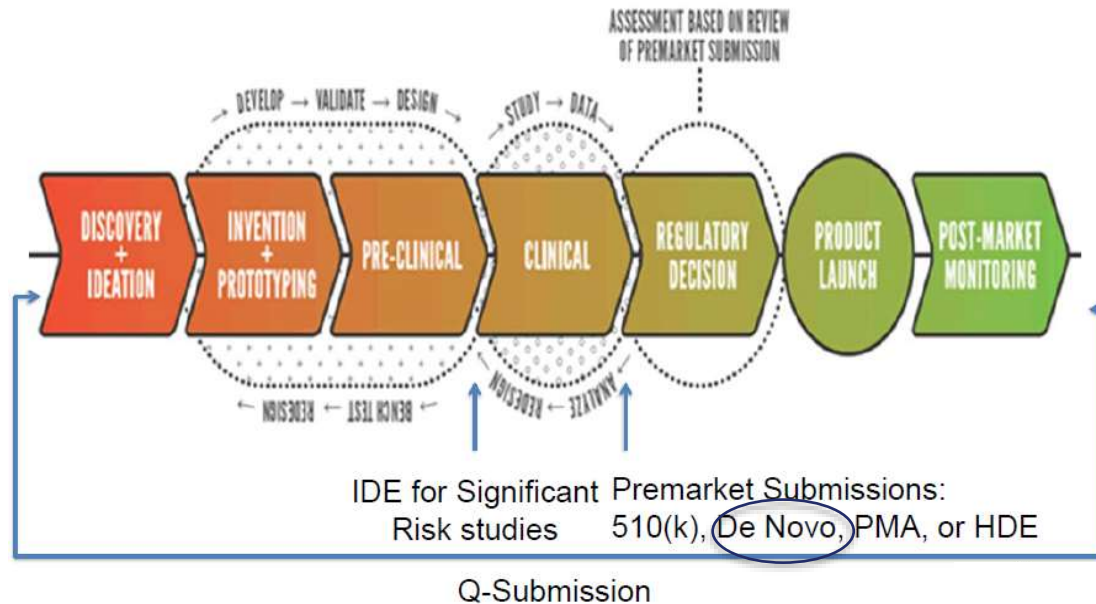 ASSESSMENT BASED ON REVIEW
OF PREMARKET SUBMISSION
→ DEVELOP → VALIDATE → DESIGN →
→ STUDY → DATA →
DISCOVERY
+
IDEATION
INVENTION
+
PROTOTYPING
PRE-CLINICAL
CLINICAL
REGULATORY
DECISION
PRODUCT
LAUNCH
POST-MARKET
MONITORING
→ BENCH TEST → REDESIGN →
→ ANALYZE → REDESIGN →
IDE for Significant
Risk studies
Premarket Submissions:
510(k), De Novo, PMA, or HDE
Q-Submission